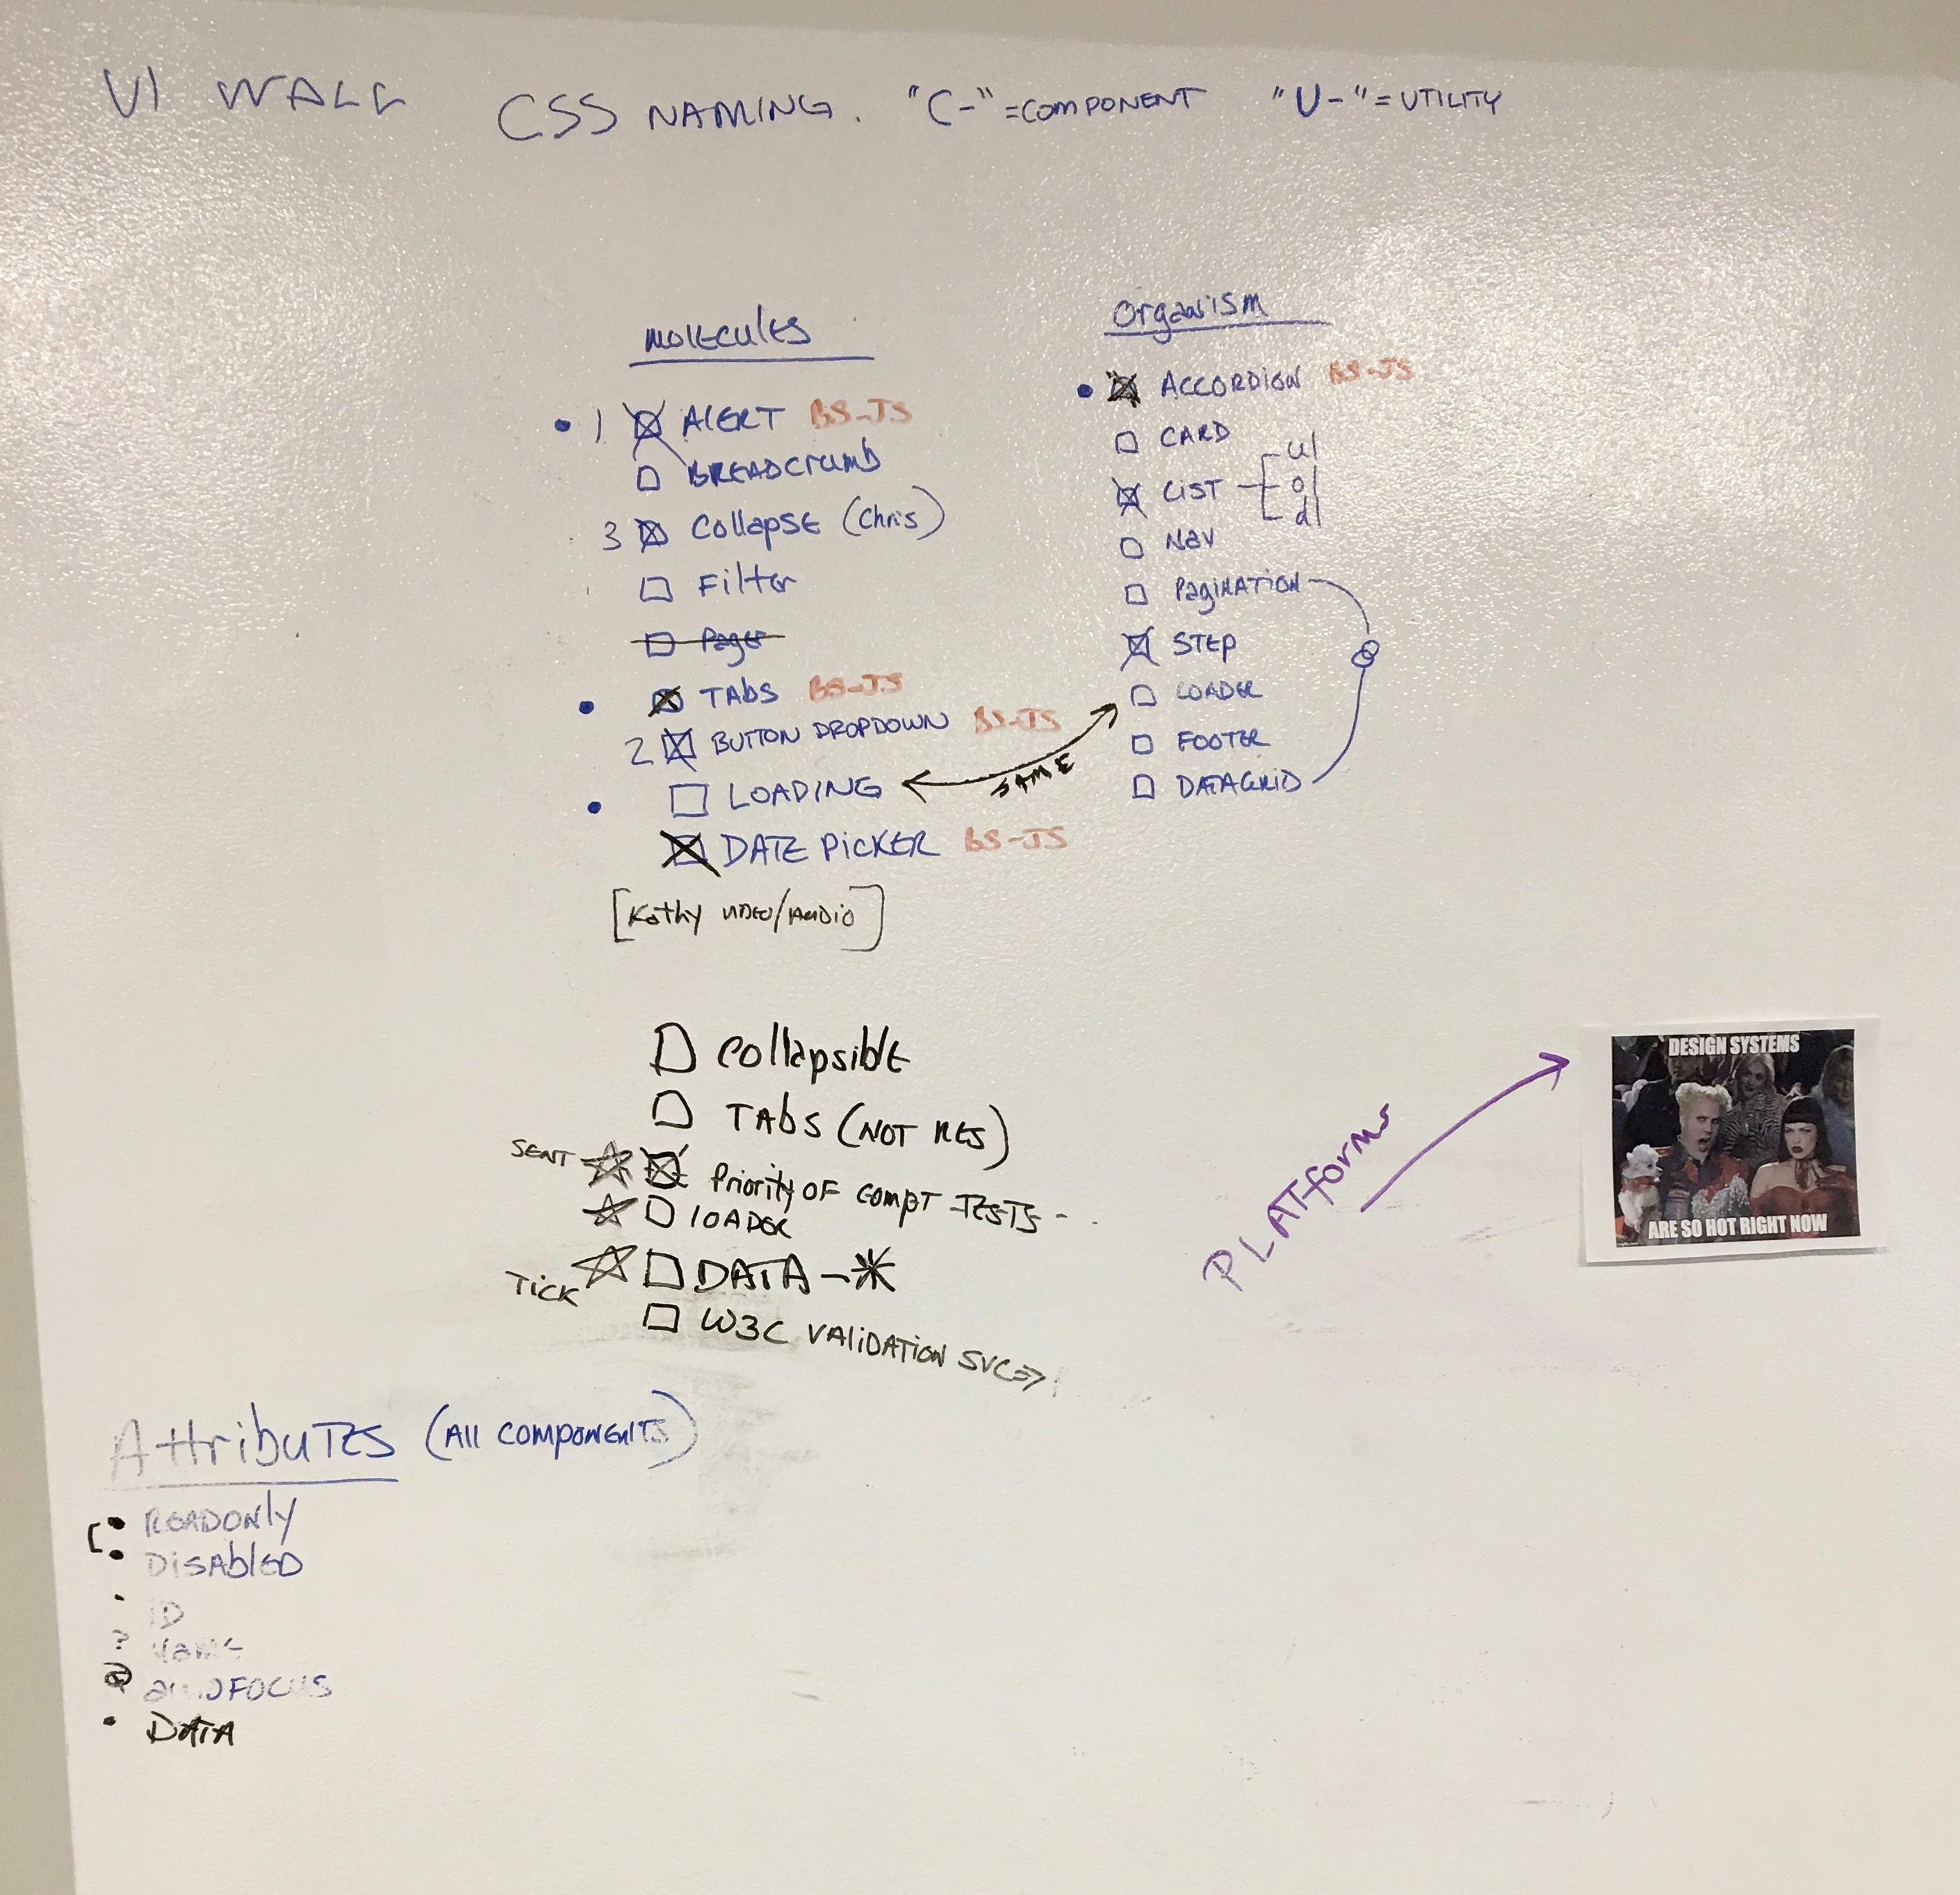 UI WALL
CSS NAMING. "C-" = COMPONENT "U-" = UTILITY
MOLECULES
1 ALERT BS-JS
BREADCRUMB
3 Collapse (Chris)
Filter
Pager
TABS BS-JS
2 BUTTON DROPDOWN BS-JS
LOADING
SAME
DATE PICKER BS-JS
[Kathy VIDEO/AUDIO]
Organism
ACCORDION BS-JS
CARD
LIST
ul
ol
dl
Nav
PagiNATION
STEP
LOADER
FOOTER
DATAGRID
Collapsible
TAbS (NOT RES)
SENT Priority OF COMPT TESTS - -
LOADER
TICK DATA-*
W3C VALIDATION SVC =>
PLATforms
DESIGN SYSTEMS
ARE SO HOT RIGHT NOW
AttribuTES (All COMPONENTS)
READONLY
DISABLED
ID
? Name
autoFOCUS
DATA